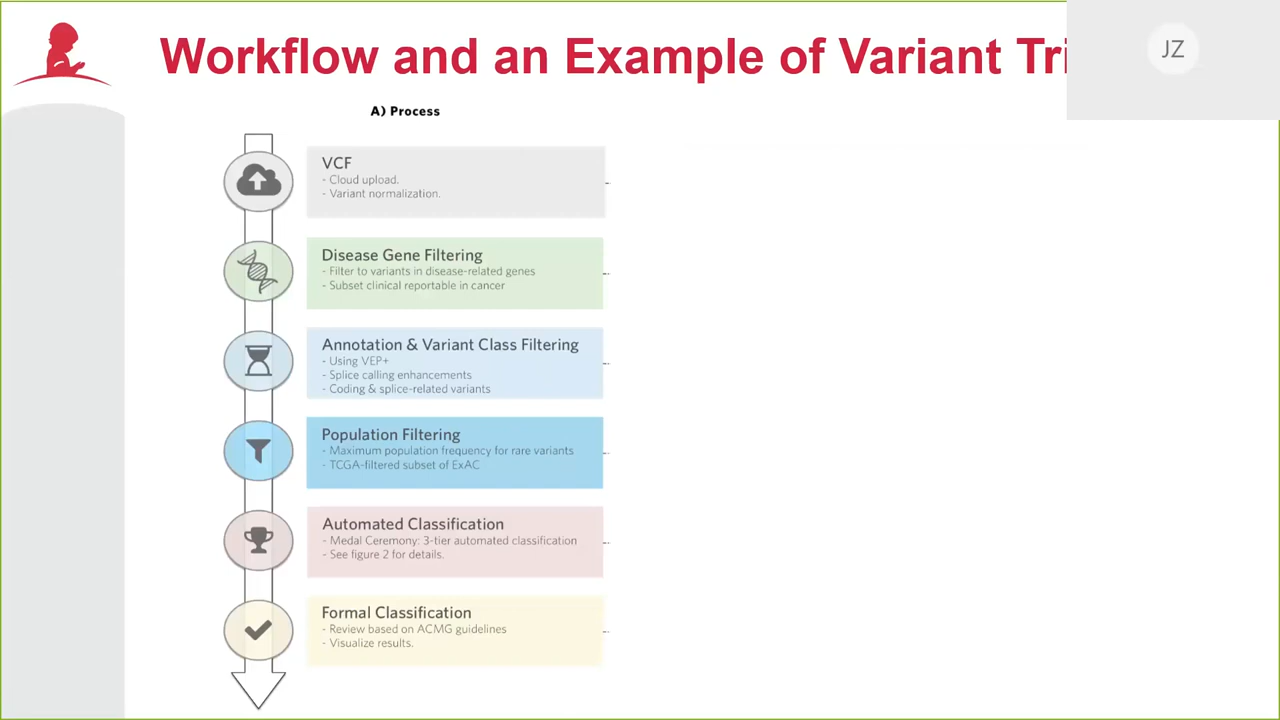 Workflow and an Example of Variant Tri
JZ
A) Process
VCF
- Cloud upload.
- Variant normalization.
Disease Gene Filtering
- Filter to variants in disease-related genes
- Subset clinical reportable in cancer
Annotation & Variant Class Filtering
- Using VEP+
- Splice calling enhancements
- Coding & splice-related variants
Population Filtering
- Maximum population frequency for rare variants
- TCGA-filtered subset of ExAC
Automated Classification
- Medal Ceremony: 3-tier automated classification
- See figure 2 for details.
Formal Classification
- Review based on ACMG guidelines
- Visualize results.